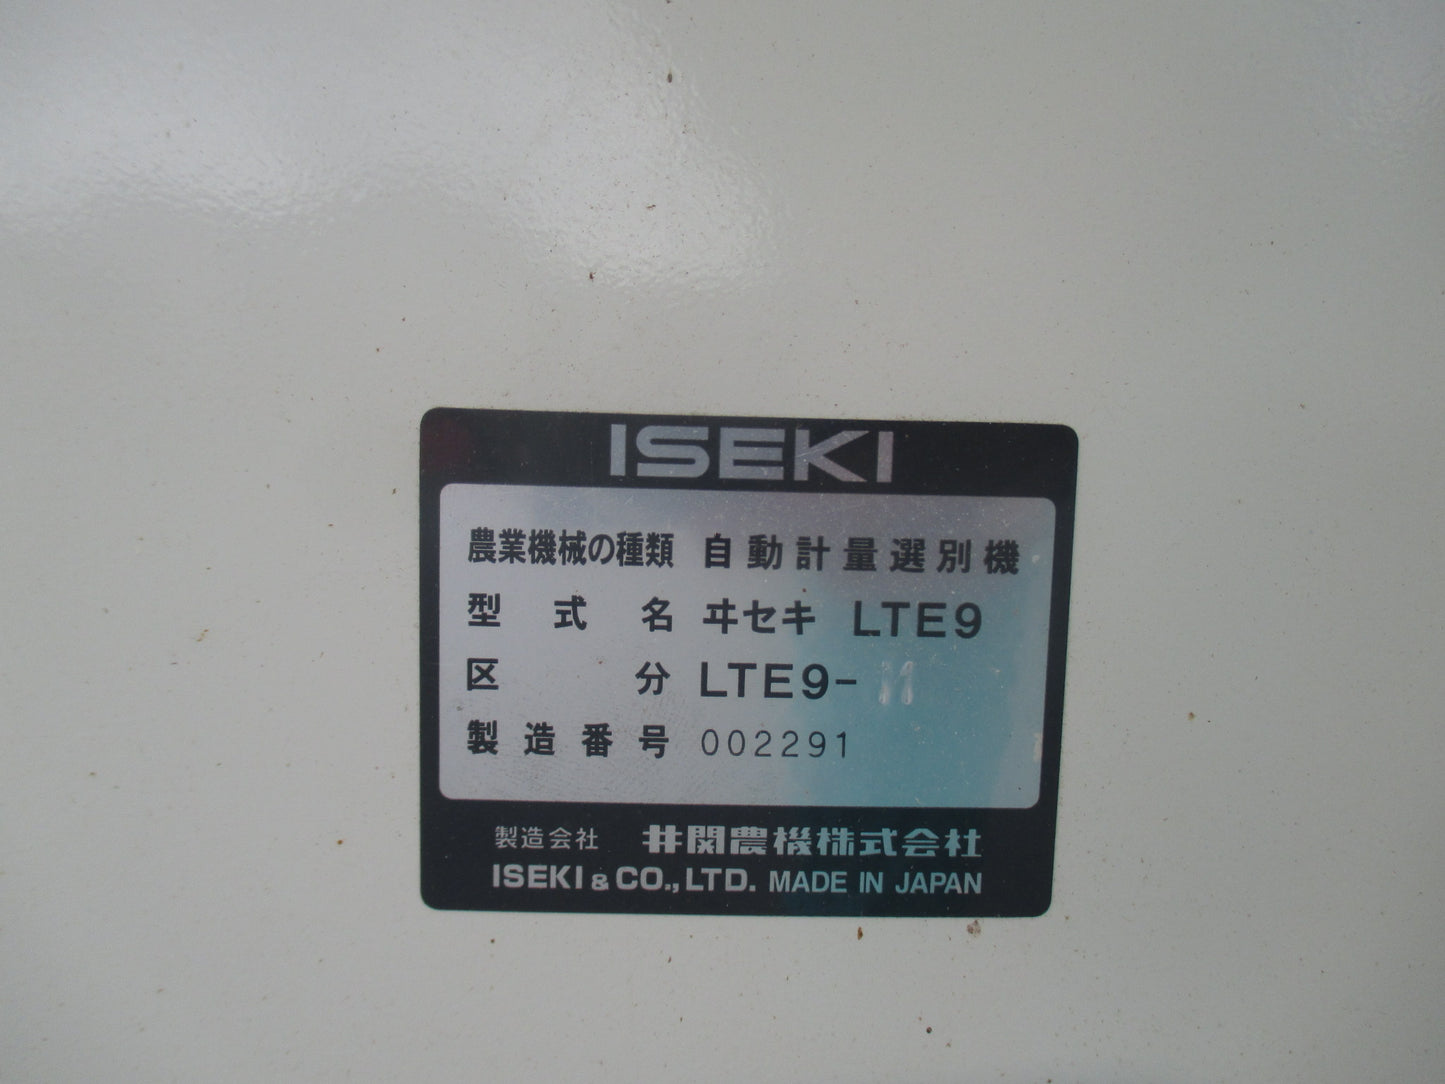 ISEKI
農業機械の種類 自動計量選別機
型式名 ヰセキ LTE9
区分 LTE9-
製造番号 002291
製造会社 井関農機株式会社
ISEKI & CO., LTD. MADE IN JAPAN